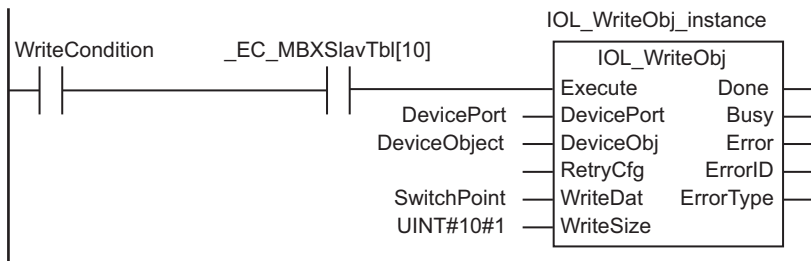 IOL_WriteObj_instance
WriteCondition _EC_MBXSlavTbl[10] IOL_WriteObj
Execute Done
DevicePort DevicePort Busy
DeviceObject DeviceObj Error
RetryCfg ErrorID
SwitchPoint WriteDat ErrorType
UINT#10#1 WriteSize